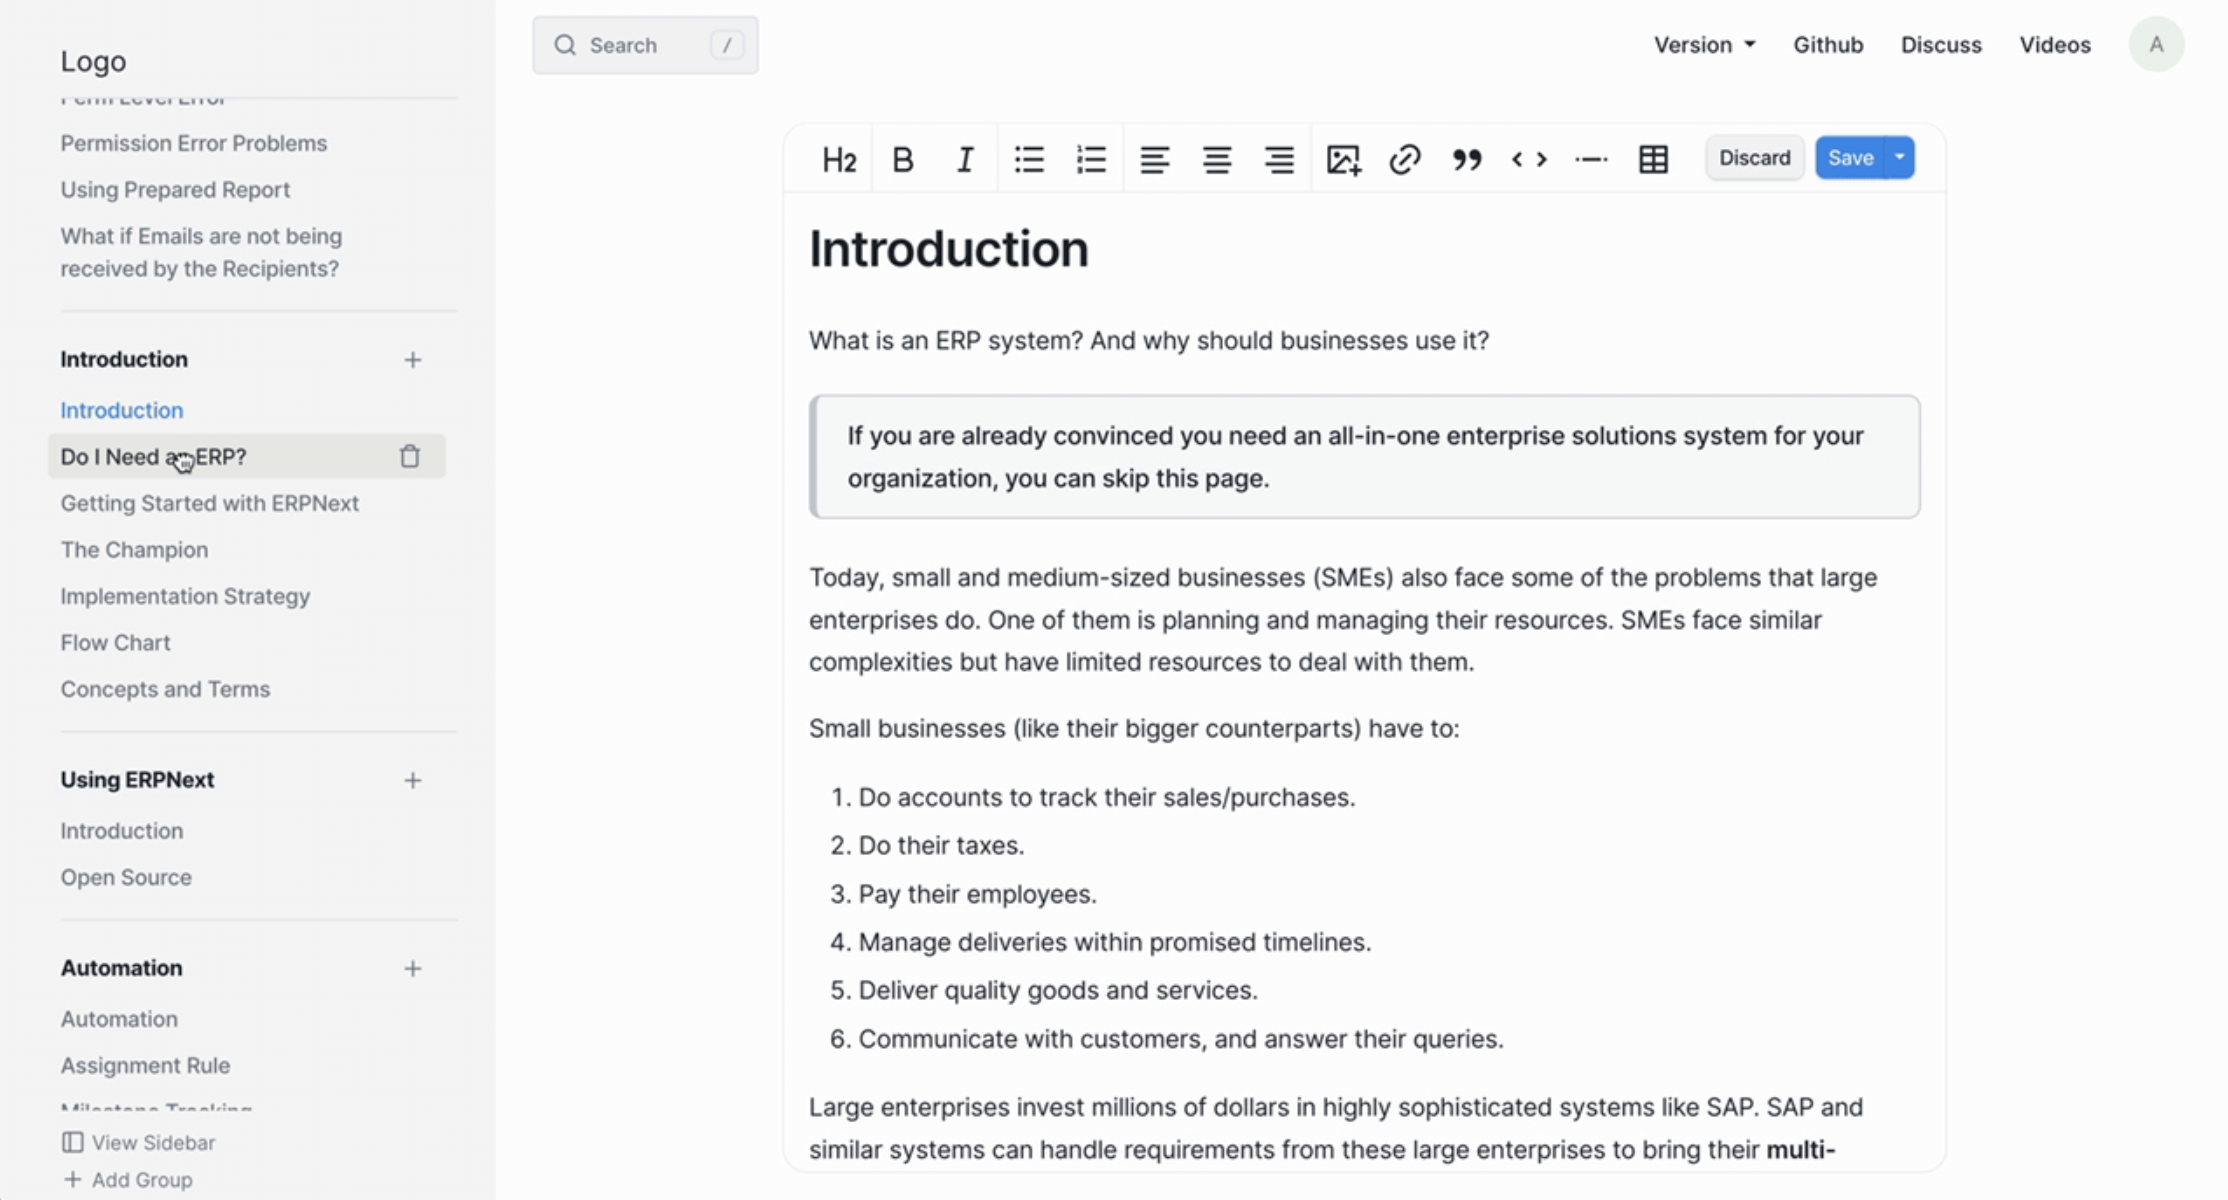 Logo
Search /
Version
Github
Discuss
Videos
A
Perm Level Error
Permission Error Problems
Using Prepared Report
What if Emails are not being
received by the Recipients?
Introduction
Introduction
Do I Need an ERP?
Getting Started with ERPNext
The Champion
Implementation Strategy
Flow Chart
Concepts and Terms
Using ERPNext
Introduction
Open Source
Automation
Automation
Assignment Rule
Milestone Tracking
View Sidebar
Add Group
H2 B I
Discard
Save
Introduction
What is an ERP system? And why should businesses use it?
If you are already convinced you need an all-in-one enterprise solutions system for your
organization, you can skip this page.
Today, small and medium-sized businesses (SMEs) also face some of the problems that large
enterprises do. One of them is planning and managing their resources. SMEs face similar
complexities but have limited resources to deal with them.
Small businesses (like their bigger counterparts) have to:
1. Do accounts to track their sales/purchases.
2. Do their taxes.
3. Pay their employees.
4. Manage deliveries within promised timelines.
5. Deliver quality goods and services.
6. Communicate with customers, and answer their queries.
Large enterprises invest millions of dollars in highly sophisticated systems like SAP. SAP and
similar systems can handle requirements from these large enterprises to bring their multi-